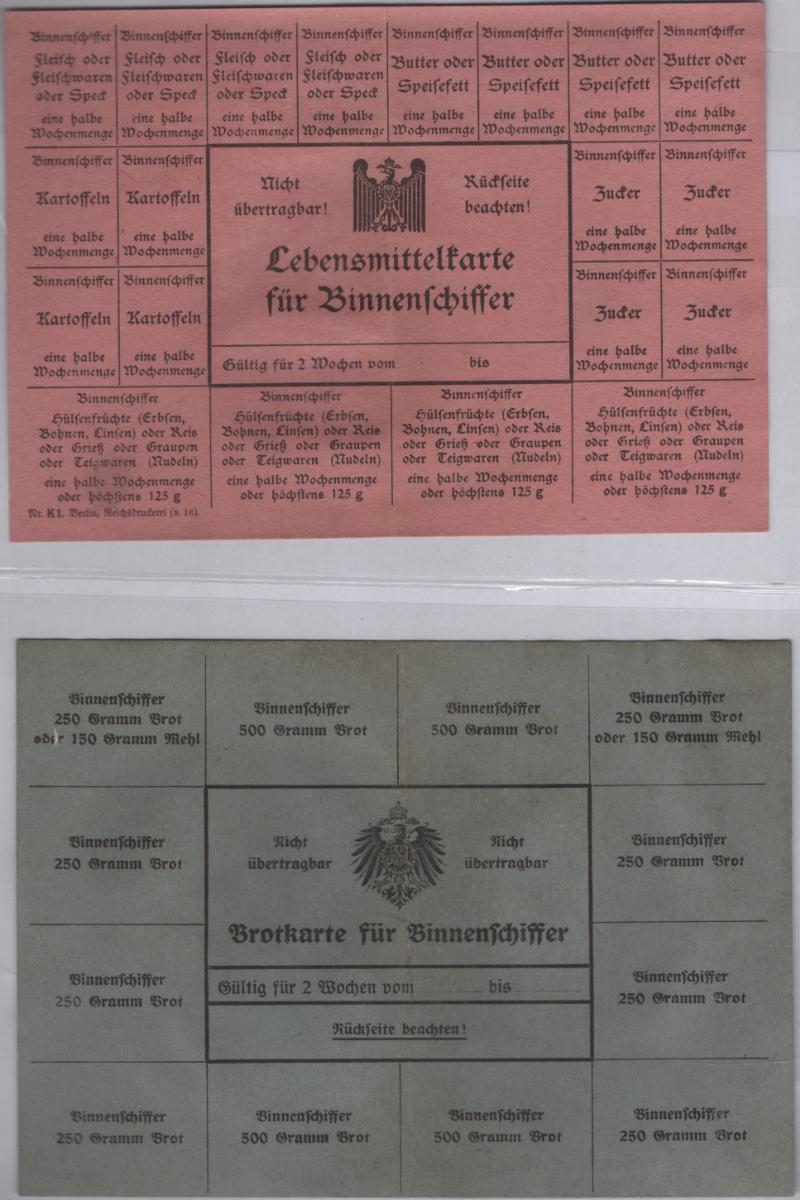 Binnenschiffer
Fleisch oder
Fleischwaren
oder Speck
eine halbe
Wochenmenge
Binnenschiffer
Fleisch oder
Fleischwaren
oder Speck
eine halbe
Wochenmenge
Binnenschiffer
Fleisch oder
Fleischwaren
oder Speck
eine halbe
Wochenmenge
Binnenschiffer
Fleisch oder
Fleischwaren
oder Speck
eine halbe
Wochenmenge
Binnenschiffer
Butter oder
Speisefett
eine halbe
Wochenmenge
Binnenschiffer
Butter oder
Speisefett
eine halbe
Wochenmenge
Binnenschiffer
Butter oder
Speisefett
eine halbe
Wochenmenge
Binnenschiffer
Butter oder
Speisefett
eine halbe
Wochenmenge
Binnenschiffer
Kartoffeln
eine halbe
Wochenmenge
Binnenschiffer
Kartoffeln
eine halbe
Wochenmenge
Nicht
übertragbar!
Rückseite
beachten!
Lebensmittelkarte
für Binnenschiffer
Gültig für 2 Wochen vom bis
Binnenschiffer
Zucker
eine halbe
Wochenmenge
Binnenschiffer
Zucker
eine halbe
Wochenmenge
Binnenschiffer
Kartoffeln
eine halbe
Wochenmenge
Binnenschiffer
Kartoffeln
eine halbe
Wochenmenge
Binnenschiffer
Zucker
eine halbe
Wochenmenge
Binnenschiffer
Zucker
eine halbe
Wochenmenge
Binnenschiffer
Hülsenfrüchte (Erbsen,
Bohnen, Linsen) oder Reis
oder Grieß oder Graupen
oder Teigwaren (Nudeln)
eine halbe Wochenmenge
oder höchstens 125 g
Binnenschiffer
Hülsenfrüchte (Erbsen,
Bohnen, Linsen) oder Reis
oder Grieß oder Graupen
oder Teigwaren (Nudeln)
eine halbe Wochenmenge
oder höchstens 125 g
Binnenschiffer
Hülsenfrüchte (Erbsen,
Bohnen, Linsen) oder Reis
oder Grieß oder Graupen
oder Teigwaren (Nudeln)
eine halbe Wochenmenge
oder höchstens 125 g
Binnenschiffer
Hülsenfrüchte (Erbsen,
Bohnen, Linsen) oder Reis
oder Grieß oder Graupen
oder Teigwaren (Nudeln)
eine halbe Wochenmenge
oder höchstens 125 g
Nr. K1. Berlin, Reichsdruckerei (8. 16).
Binnenschiffer
250 Gramm Brot
oder 150 Gramm Mehl
Binnenschiffer
500 Gramm Brot
Binnenschiffer
500 Gramm Brot
Binnenschiffer
250 Gramm Brot
oder 150 Gramm Mehl
Binnenschiffer
250 Gramm Brot
Nicht
übertragbar
Nicht
übertragbar
Binnenschiffer
250 Gramm Brot
Brotkarte für Binnenschiffer
Binnenschiffer
250 Gramm Brot
Gültig für 2 Wochen vom bis
Rückseite beachten!
Binnenschiffer
250 Gramm Brot
Binnenschiffer
250 Gramm Brot
Binnenschiffer
500 Gramm Brot
Binnenschiffer
500 Gramm Brot
Binnenschiffer
250 Gramm Brot